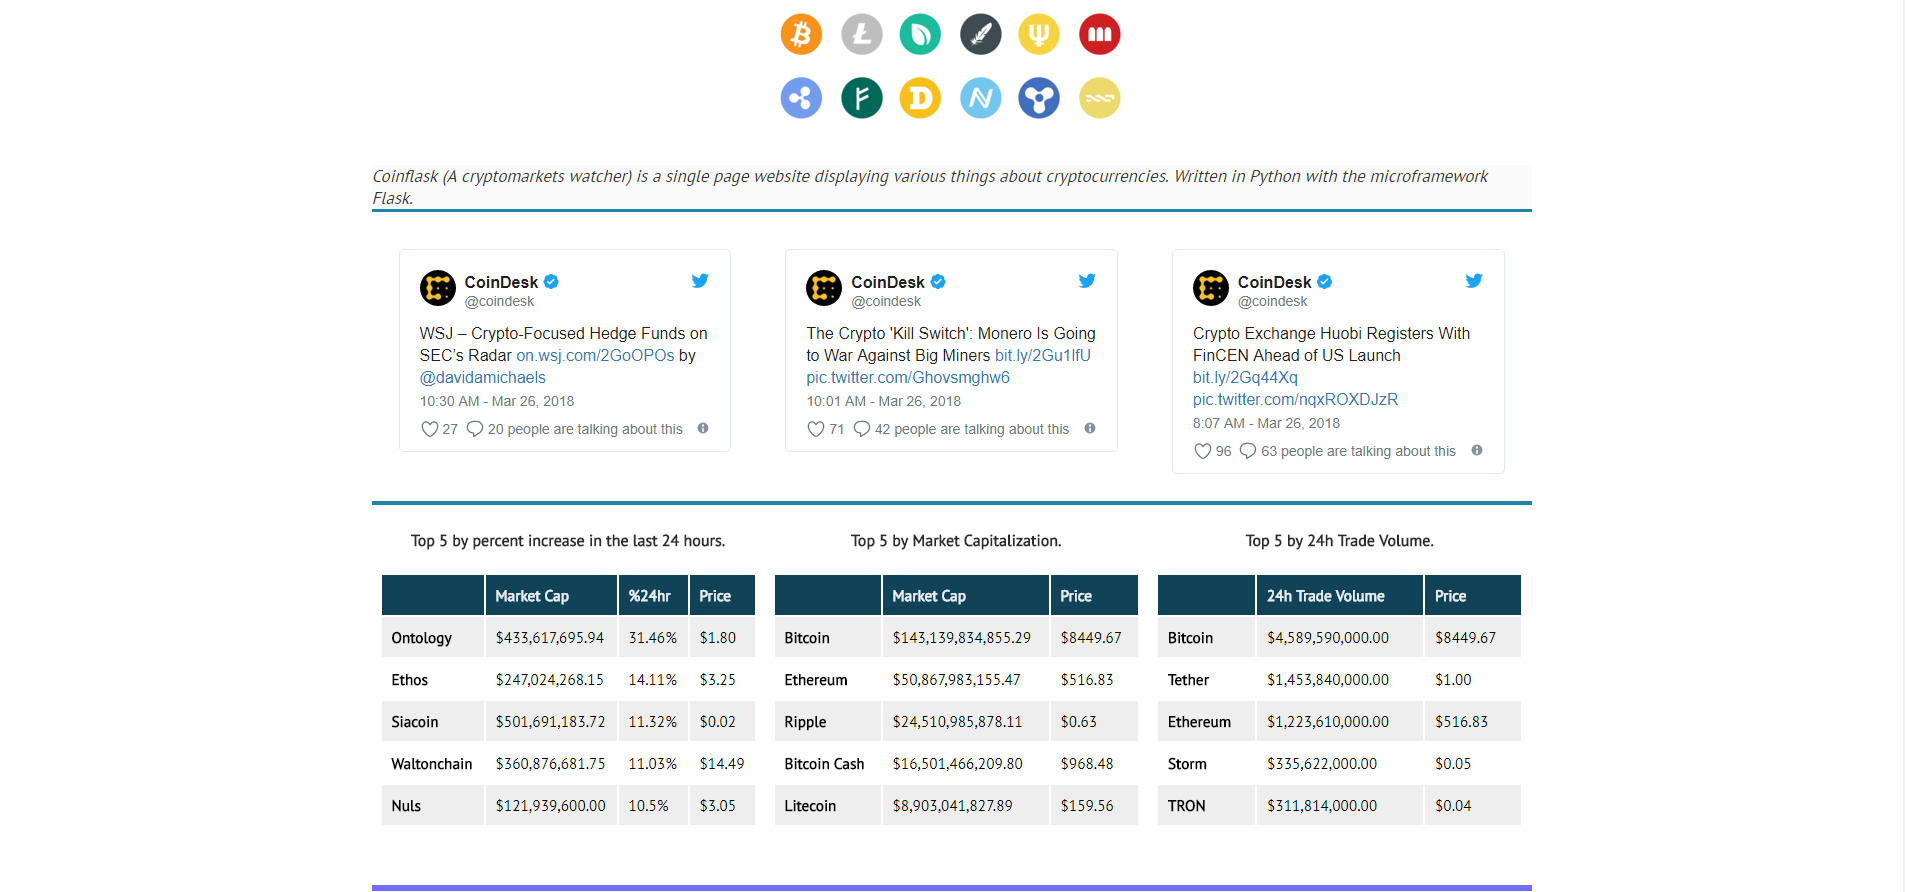 Coinflask (A cryptomarkets watcher) is a single page website displaying various things about cryptocurrencies. Written in Python with the microframework
Flask.
CoinDesk
@coindesk
WSJ – Crypto-Focused Hedge Funds on
SEC’s Radar on.wsj.com/2GoOPOs by
@davidamichaels
10:30 AM - Mar 26, 2018
27 20 people are talking about this
CoinDesk
@coindesk
The Crypto 'Kill Switch': Monero Is Going
to War Against Big Miners bit.ly/2Gu1lfU
pic.twitter.com/Ghovsmghw6
10:01 AM - Mar 26, 2018
71 42 people are talking about this
CoinDesk
@coindesk
Crypto Exchange Huobi Registers With
FinCEN Ahead of US Launch
bit.ly/2Gq44Xq
pic.twitter.com/nqxROXDJzR
8:07 AM - Mar 26, 2018
96 63 people are talking about this
Top 5 by percent increase in the last 24 hours.
Market Cap %24hr Price
Ontology $433,617,695.94 31.46% $1.80
Ethos $247,024,268.15 14.11% $3.25
Siacoin $501,691,183.72 11.32% $0.02
Waltonchain $360,876,681.75 11.03% $14.49
Nuls $121,939,600.00 10.5% $3.05
Top 5 by Market Capitalization.
Market Cap Price
Bitcoin $143,139,834,855.29 $8449.67
Ethereum $50,867,983,155.47 $516.83
Ripple $24,510,985,878.11 $0.63
Bitcoin Cash $16,501,466,209.80 $968.48
Litecoin $8,903,041,827.89 $159.56
Top 5 by 24h Trade Volume.
24h Trade Volume Price
Bitcoin $4,589,590,000.00 $8449.67
Tether $1,453,840,000.00 $1.00
Ethereum $1,223,610,000.00 $516.83
Storm $335,622,000.00 $0.05
TRON $311,814,000.00 $0.04